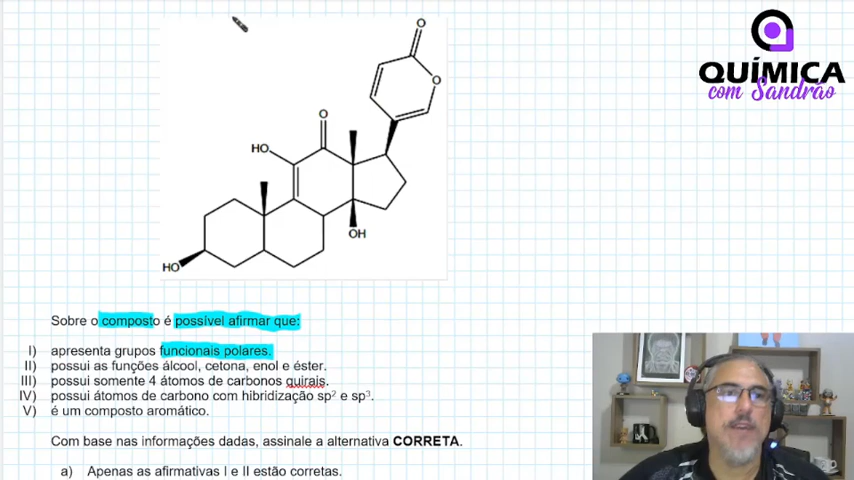 QUÍMICA
com Sandrão
O
O
O
HO
OH
HO
Sobre o composto é possível afirmar que:
I) apresenta grupos funcionais polares.
II) possui as funções álcool, cetona, enol e éster.
III) possui somente 4 átomos de carbonos quirais.
IV) possui átomos de carbono com hibridização sp² e sp³.
V) é um composto aromático.
Com base nas informações dadas, assinale a alternativa CORRETA.
a) Apenas as afirmativas I e II estão corretas.